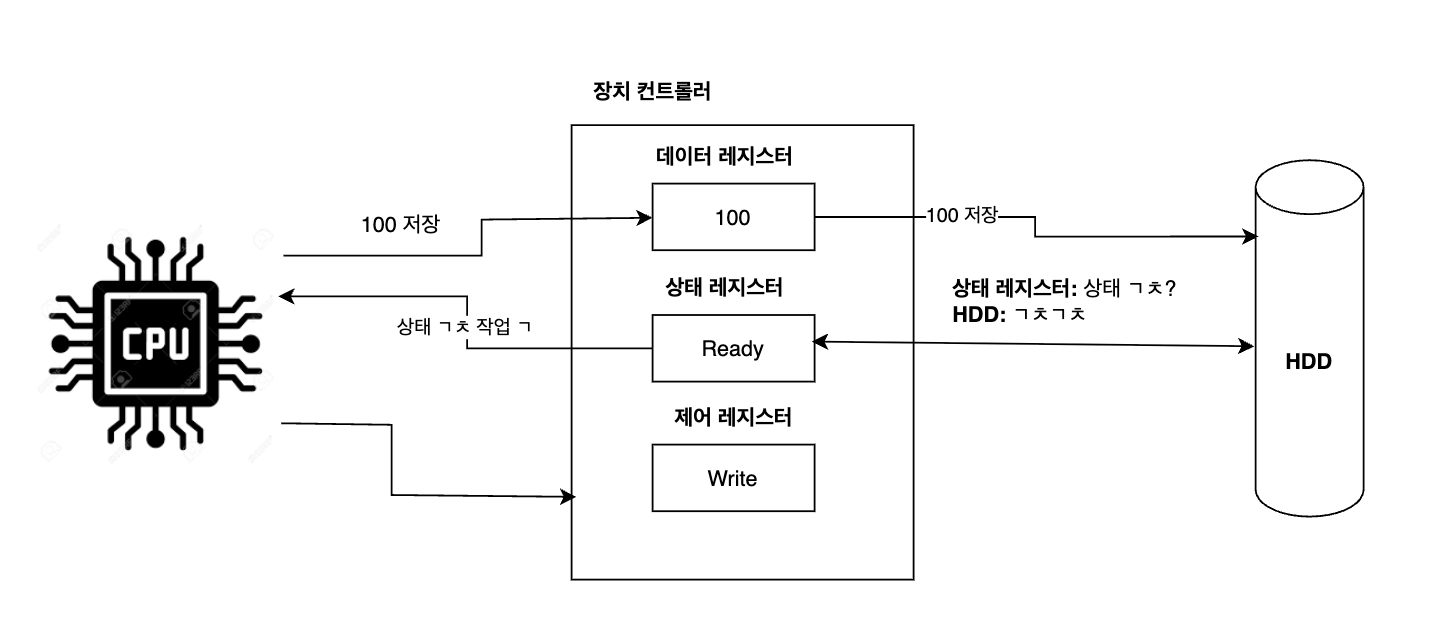 장치 컨트롤러
데이터 레지스터
100
100 저장
100 저장
상태 레지스터
Ready
상태 ㄱㅊ 작업 ㄱ
상태 레지스터: 상태 ㄱㅊ?
HDD: ㄱㅊㄱㅊ
CPU
HDD
제어 레지스터
Write